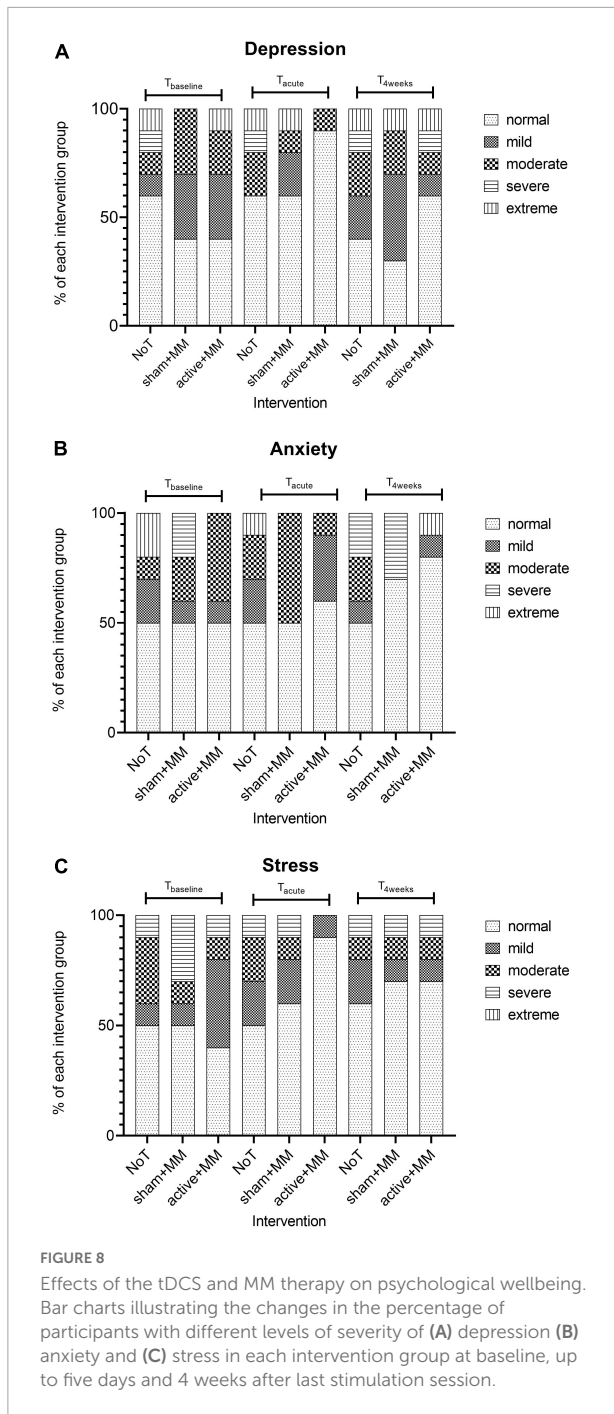 A
Depression
T_baseline
T_acute
T_4weeks
% of each intervention group
100
50
0
NoT
sham+MM
active+MM
NoT
sham+MM
active+MM
NoT
sham+MM
active+MM
Intervention
normal
mild
moderate
severe
extreme
B
Anxiety
T_baseline
T_acute
T_4weeks
% of each intervention group
100
50
0
NoT
sham+MM
active+MM
NoT
sham+MM
active+MM
NoT
sham+MM
active+MM
Intervention
normal
mild
moderate
severe
extreme
C
Stress
T_baseline
T_acute
T_4weeks
% of each intervention group
100
50
0
NoT
sham+MM
active+MM
NoT
sham+MM
active+MM
NoT
sham+MM
active+MM
Intervention
normal
mild
moderate
severe
extreme
FIGURE 8
Effects of the tDCS and MM therapy on psychological wellbeing.
Bar charts illustrating the changes in the percentage of
participants with different levels of severity of (A) depression (B)
anxiety and (C) stress in each intervention group at baseline, up
to five days and 4 weeks after last stimulation session.